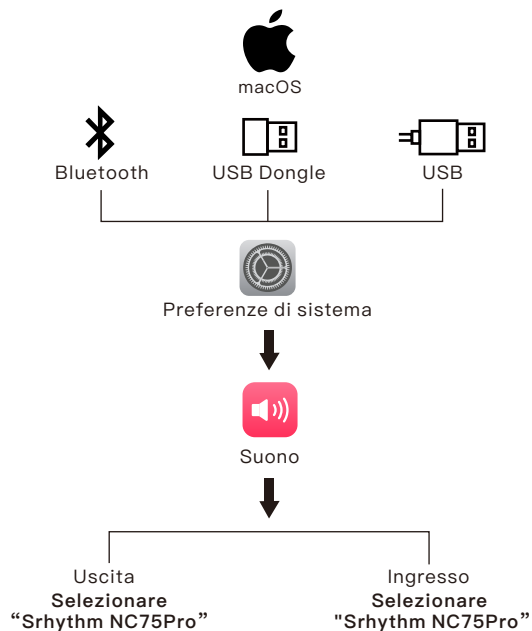 macOS
Bluetooth
USB Dongle
USB
Preferenze di sistema
Suono
Uscita
Selezionare
“Srhythm NC75Pro”
Ingresso
Selezionare
"Srhythm NC75Pro"